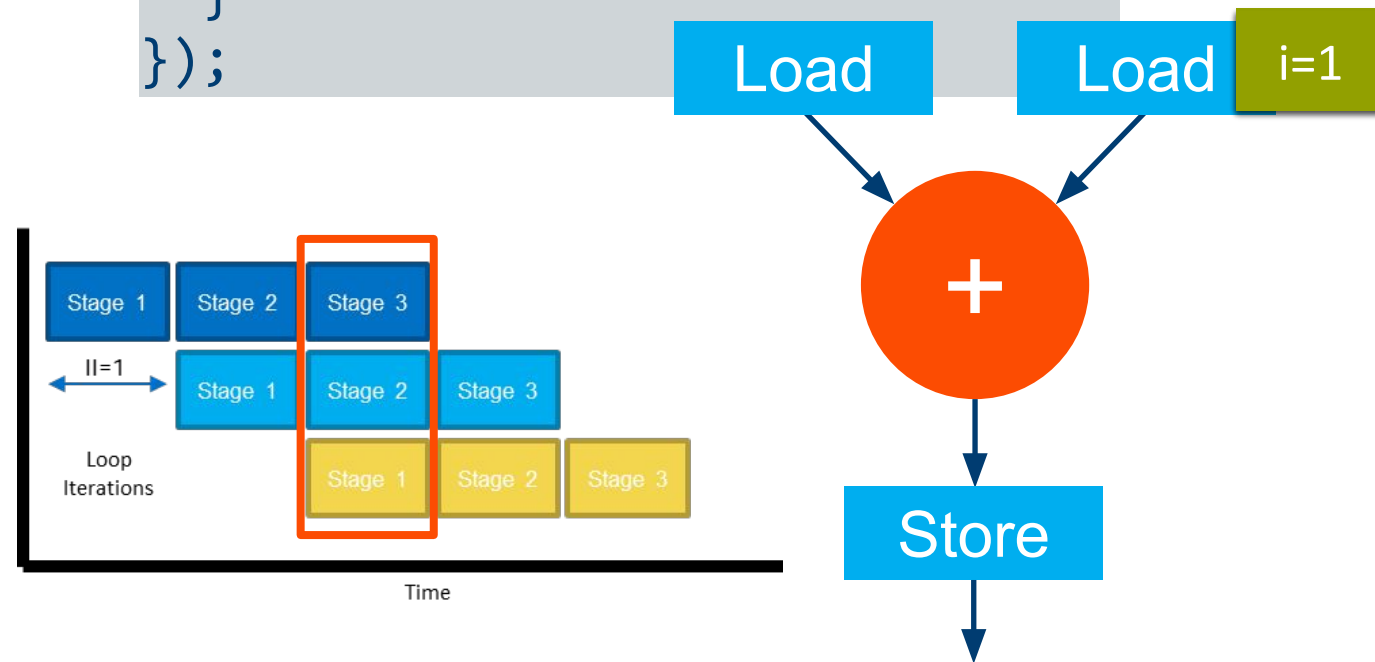 }
});
Load
Load
i=1
+
Stage 1
Stage 2
Stage 3
II=1
Stage 1
Stage 2
Stage 3
Loop
Iterations
Stage 1
Stage 2
Stage 3
Store
Time